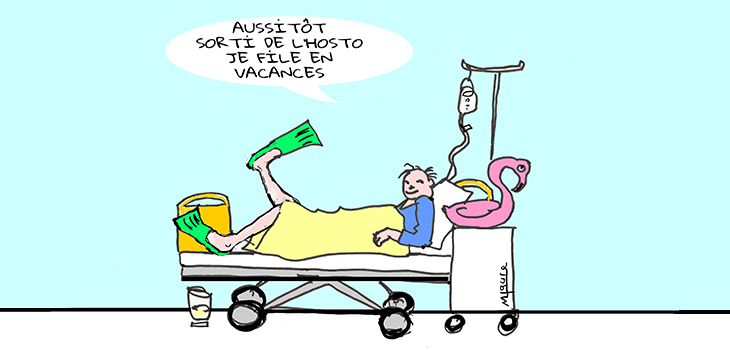 AUSSITÔT
SORTI DE L'HOSTO
JE FILE EN
VACANCES